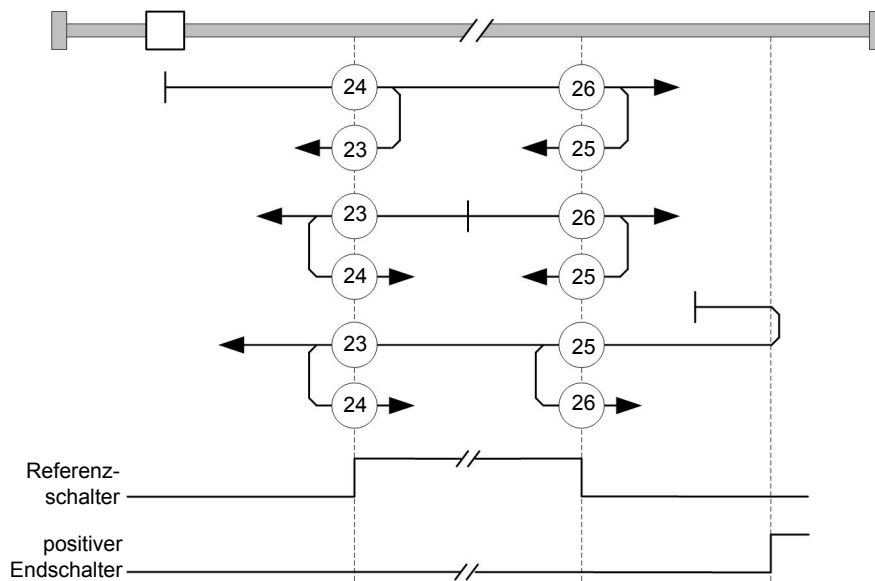 24 26
23 25
23 26
24 25
23 25
24 26
Referenz-
schalter
positiver
Endschalter